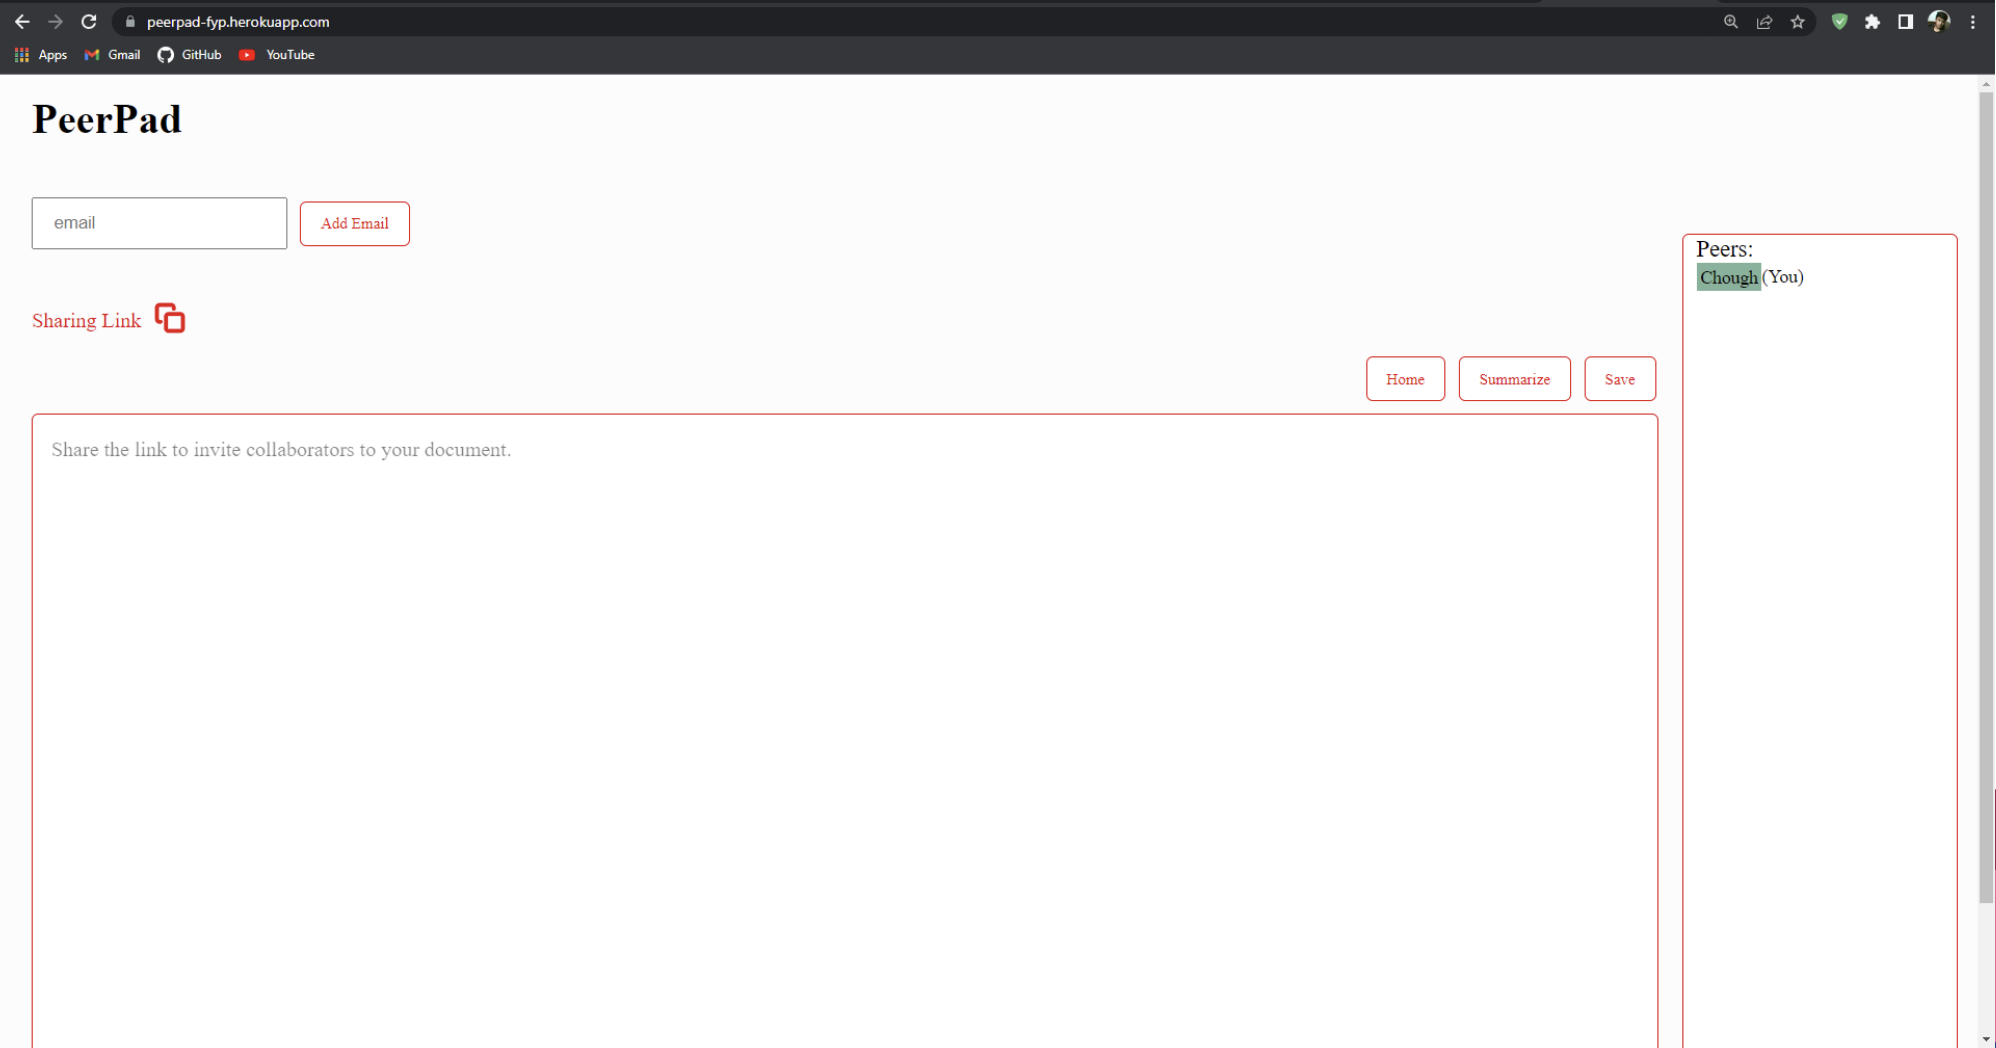 peerpad-fyp.herokuapp.com
Apps Gmail GitHub YouTube
PeerPad
email Add Email
Peers:
Chough (You)
Sharing Link
Home Summarize Save
Share the link to invite collaborators to your document.